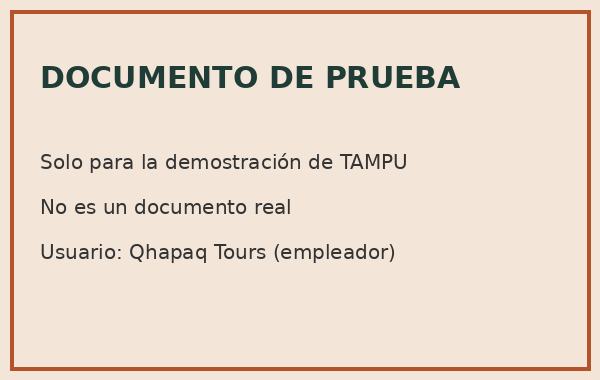 DOCUMENTO DE PRUEBA
Solo para la demostración de TAMPU
No es un documento real
Usuario: Qhapaq Tours (empleador)